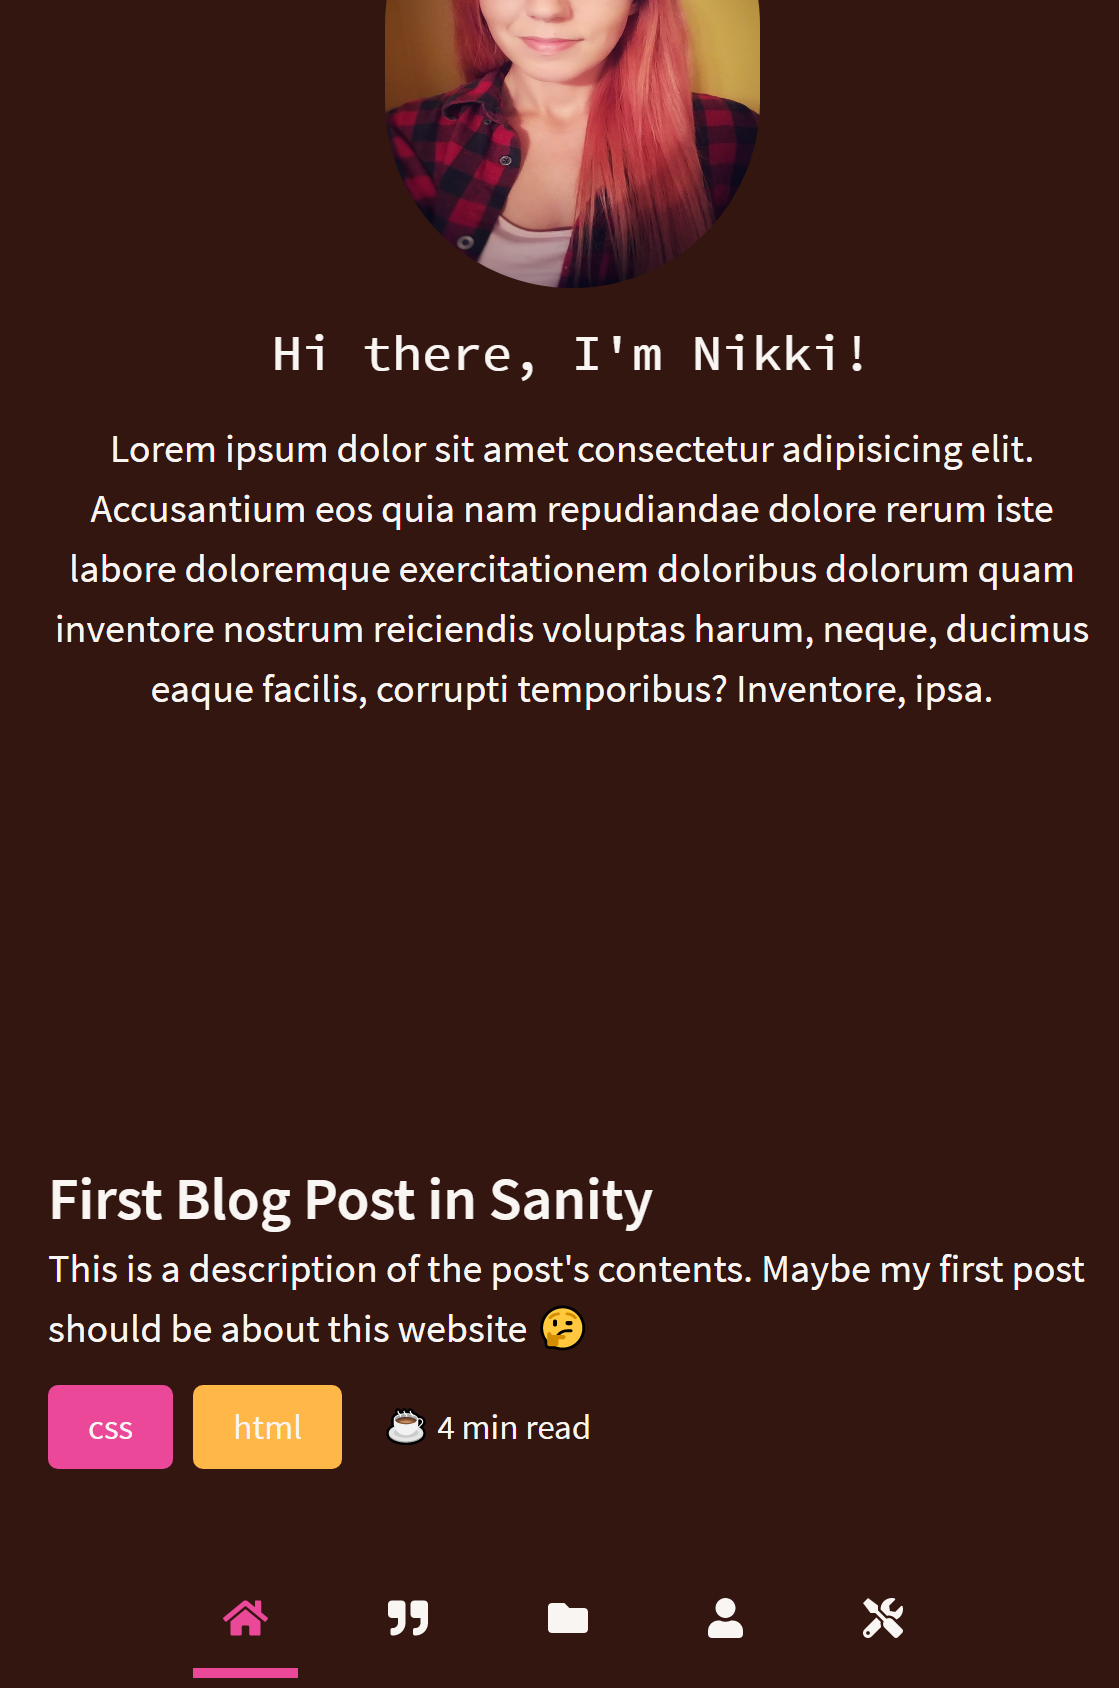 Hi there, I'm Nikki!
Lorem ipsum dolor sit amet consectetur adipisicing elit.
Accusantium eos quia nam repudiandae dolore rerum iste
labore doloremque exercitationem doloribus dolorum quam
inventore nostrum reiciendis voluptas harum, neque, ducimus
eaque facilis, corrupti temporibus? Inventore, ipsa.
First Blog Post in Sanity
This is a description of the post's contents. Maybe my first post
should be about this website 🤔
css html ☕ 4 min read